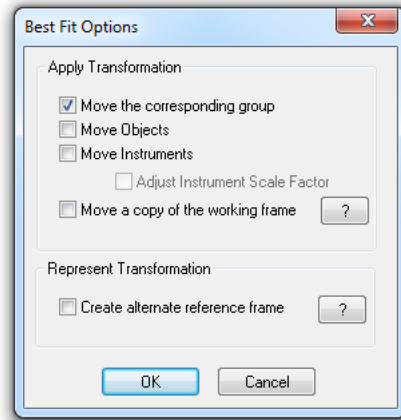 Best Fit Options
Apply Transformation
Move the corresponding group
Move Objects
Move Instruments
Adjust Instrument Scale Factor
Move a copy of the working frame ?
Represent Transformation
Create alternate reference frame ?
OK Cancel